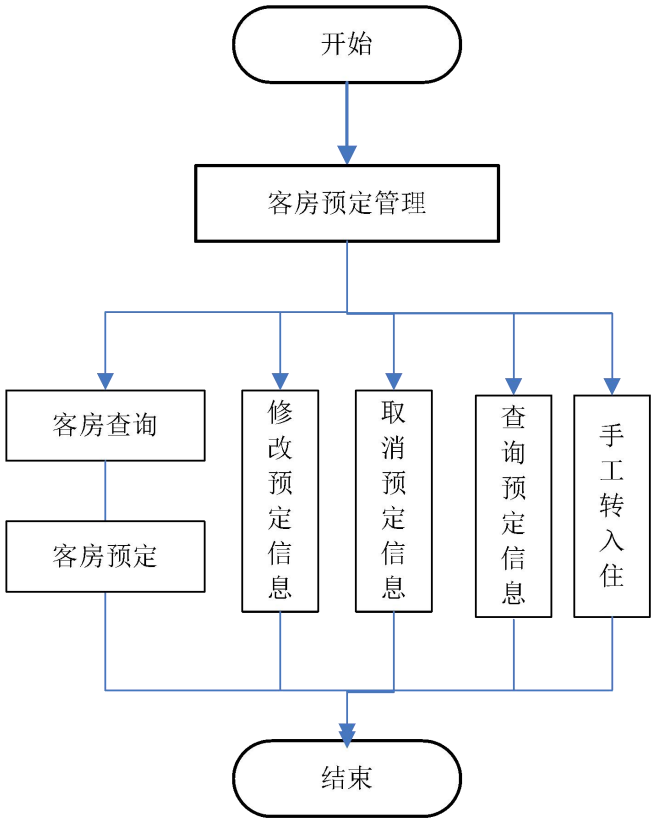 开始
客房预定管理
客房查询
客房预定
修改预定信息
取消预定信息
查询预定信息
手工转入住
结束